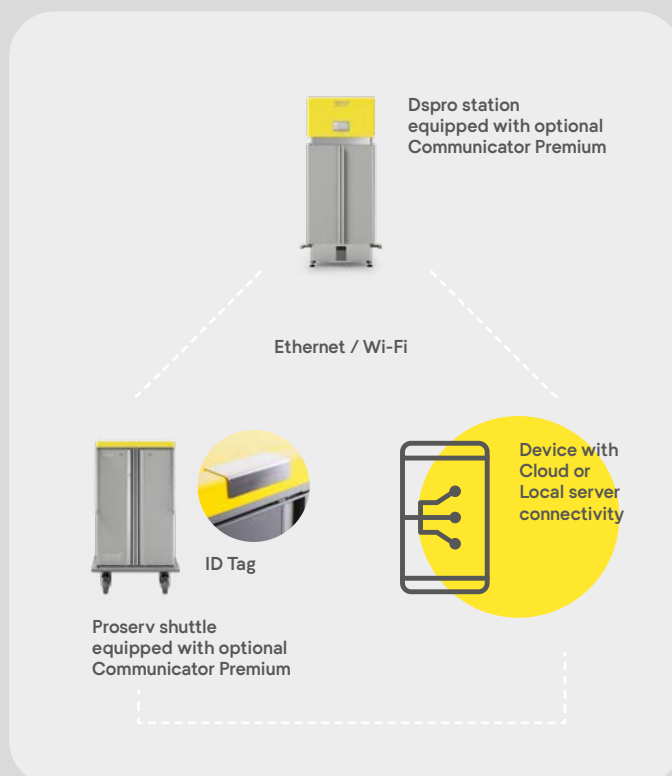 Dspro station
equipped with optional
Communicator Premium
Ethernet / Wi-Fi
Device with
Cloud or
Local server
connectivity
ID Tag
Proserv shuttle
equipped with optional
Communicator Premium